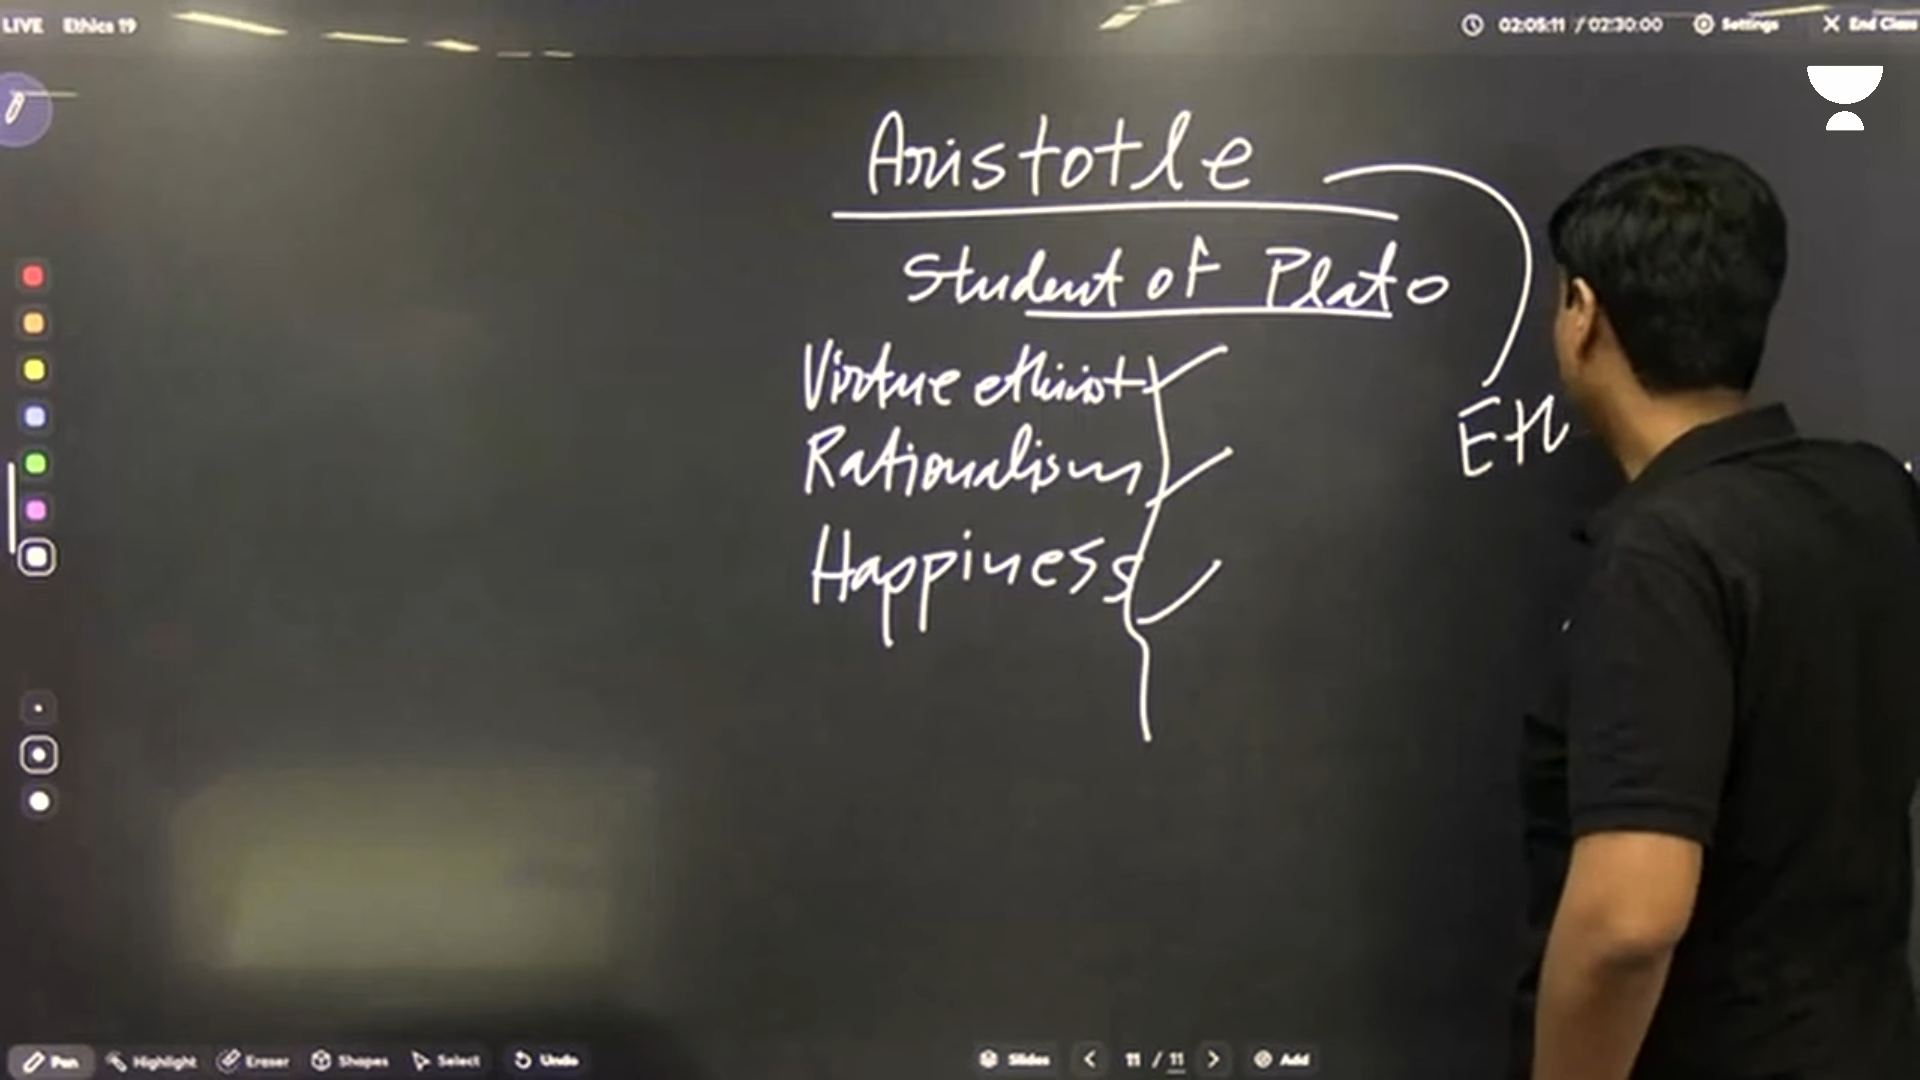 LIVE Ethics 19
02:05:11 / 02:30:00 Settings End Class
Aristotle
Student of Plato
Virtue ethicist
Rationalism
Happiness
Eth
Pen Highlight Eraser Shapes Select Undo
Slides 11 / 11 Add